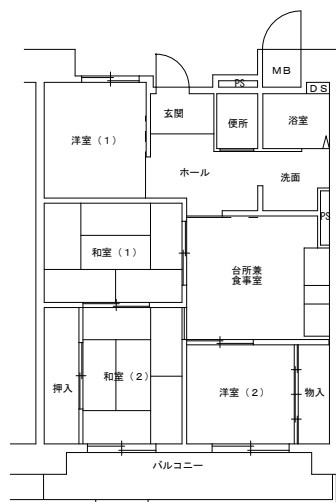 MB
PS
DS
玄関
便所
浴室
洋室（1）
ホール
洗面
PS
和室（1）
台所兼
食事室
押入
和室（2）
洋室（2）
物入
バルコニー